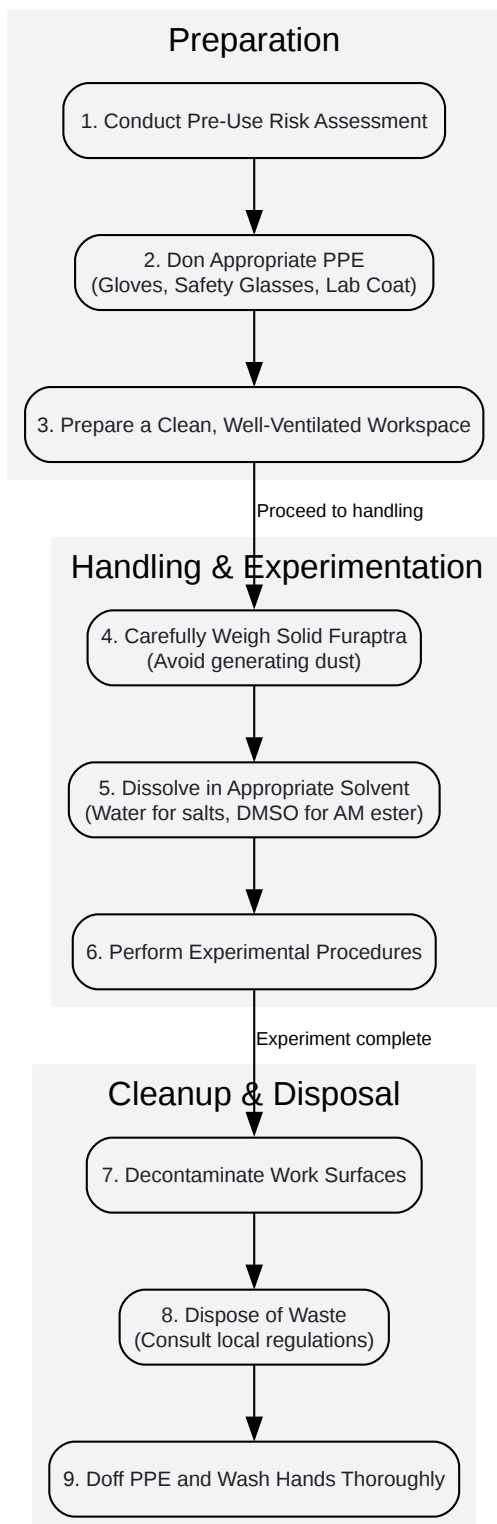 Preparation
1. Conduct Pre-Use Risk Assessment
2. Don Appropriate PPE
(Gloves, Safety Glasses, Lab Coat)
3. Prepare a Clean, Well-Ventilated Workspace
Proceed to handling
Handling & Experimentation
4. Carefully Weigh Solid Furaptra
(Avoid generating dust)
5. Dissolve in Appropriate Solvent
(Water for salts, DMSO for AM ester)
6. Perform Experimental Procedures
Experiment complete
Cleanup & Disposal
7. Decontaminate Work Surfaces
8. Dispose of Waste
(Consult local regulations)
9. Doff PPE and Wash Hands Thoroughly